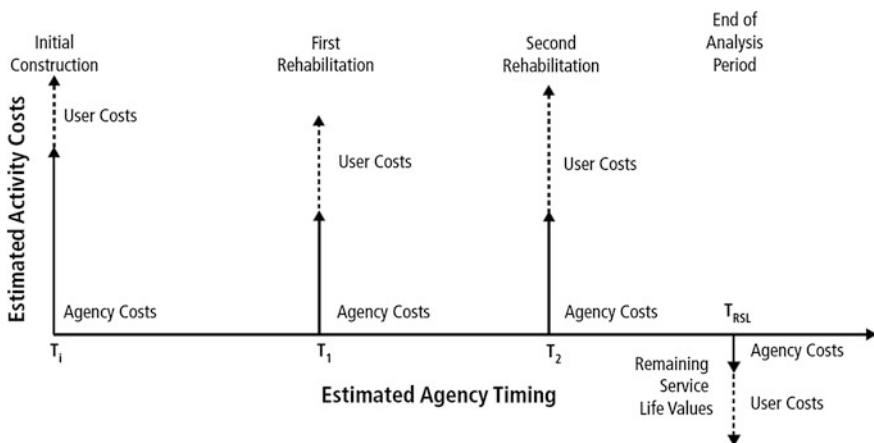 Initial
Construction
First
Rehabilitation
Second
Rehabilitation
End of
Analysis
Period
Estimated Activity Costs
User Costs
User Costs
User Costs
Agency Costs
Agency Costs
Agency Costs
T_RSL
T_i
T_1
T_2
Agency Costs
Remaining
Service
Life Values
User Costs
Estimated Agency Timing